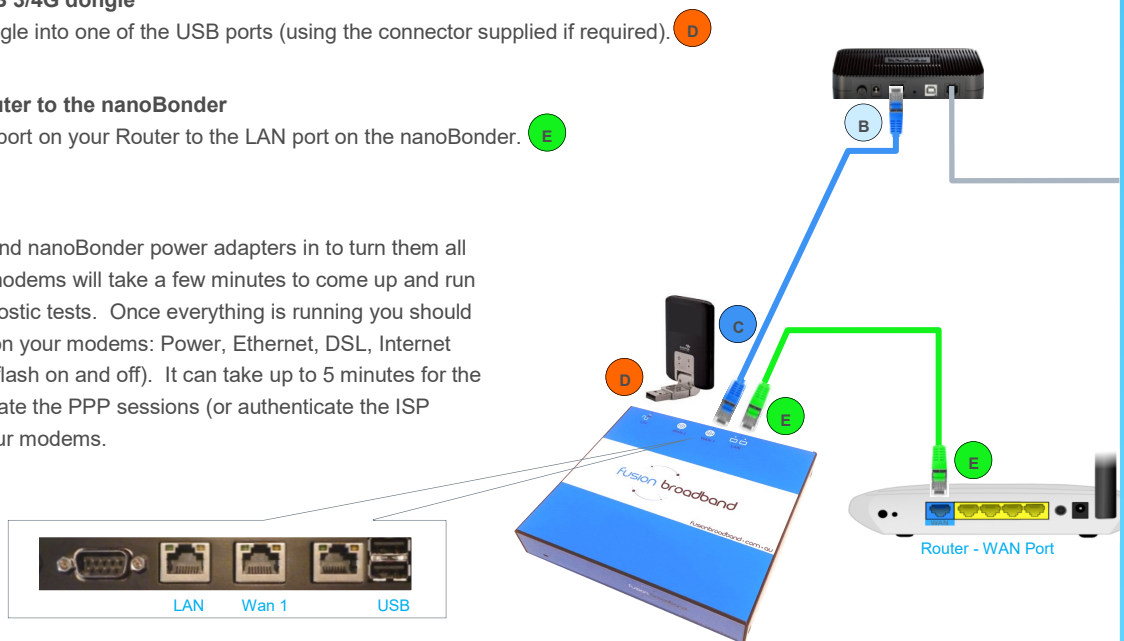 3/4G dongle
gle into one of the USB ports (using the connector supplied if required). D
uter to the nanoBonder
port on your Router to the LAN port on the nanoBonder. E
nd nanoBonder power adapters in to turn them all
nodems will take a few minutes to come up and run
ostic tests. Once everything is running you should
on your modems: Power, Ethernet, DSL, Internet
flash on and off). It can take up to 5 minutes for the
ate the PPP sessions (or authenticate the ISP
ur modems.
B
C
D
E
E
fusion broadband
fusionbroadband.com.au
fusion broadband
WAN
Router - WAN Port
LAN Wan 1 USB